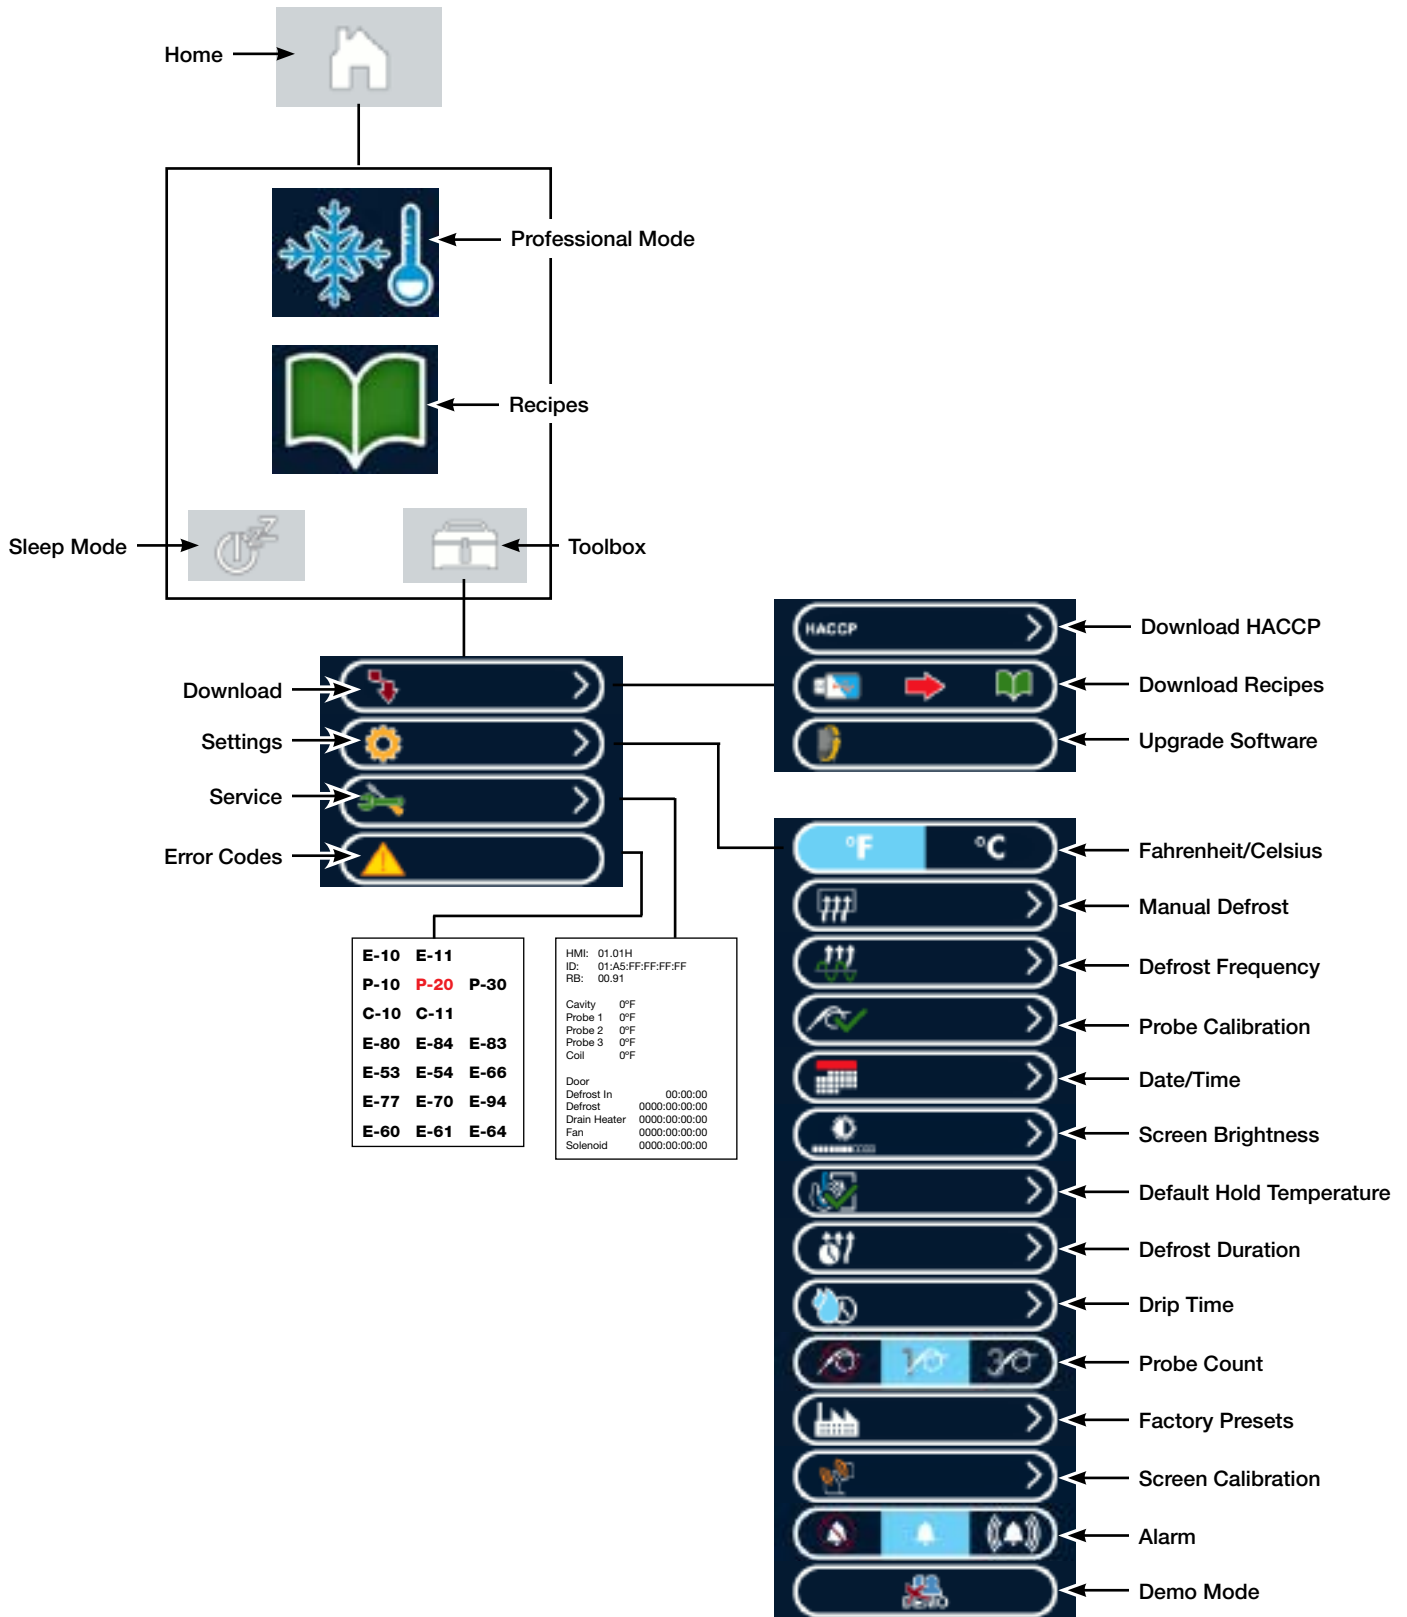 Home
Professional Mode
Recipes
Sleep Mode
Toolbox
Download
Settings
Service
Error Codes
HACCP
Download HACCP
Download Recipes
Upgrade Software
E-10 E-11
P-10 P-20 P-30
C-10 C-11
E-80 E-84 E-83
E-53 E-54 E-66
E-77 E-70 E-94
E-60 E-61 E-64
HMI: 01.01H
ID: 01:A5:FF:FF:FF:FF
RB: 00.91
Cavity 0°F
Probe 1 0°F
Probe 2 0°F
Probe 3 0°F
Coil 0°F
Door
Defrost In 00:00:00
Defrost 0000:00:00:00
Drain Heater 0000:00:00:00
Fan 0000:00:00:00
Solenoid 0000:00:00:00
°F °C
Fahrenheit/Celsius
Manual Defrost
Defrost Frequency
Probe Calibration
Date/Time
Screen Brightness
Default Hold Temperature
Defrost Duration
Drip Time
1 3
Probe Count
Factory Presets
Screen Calibration
Alarm
DEMO
Demo Mode